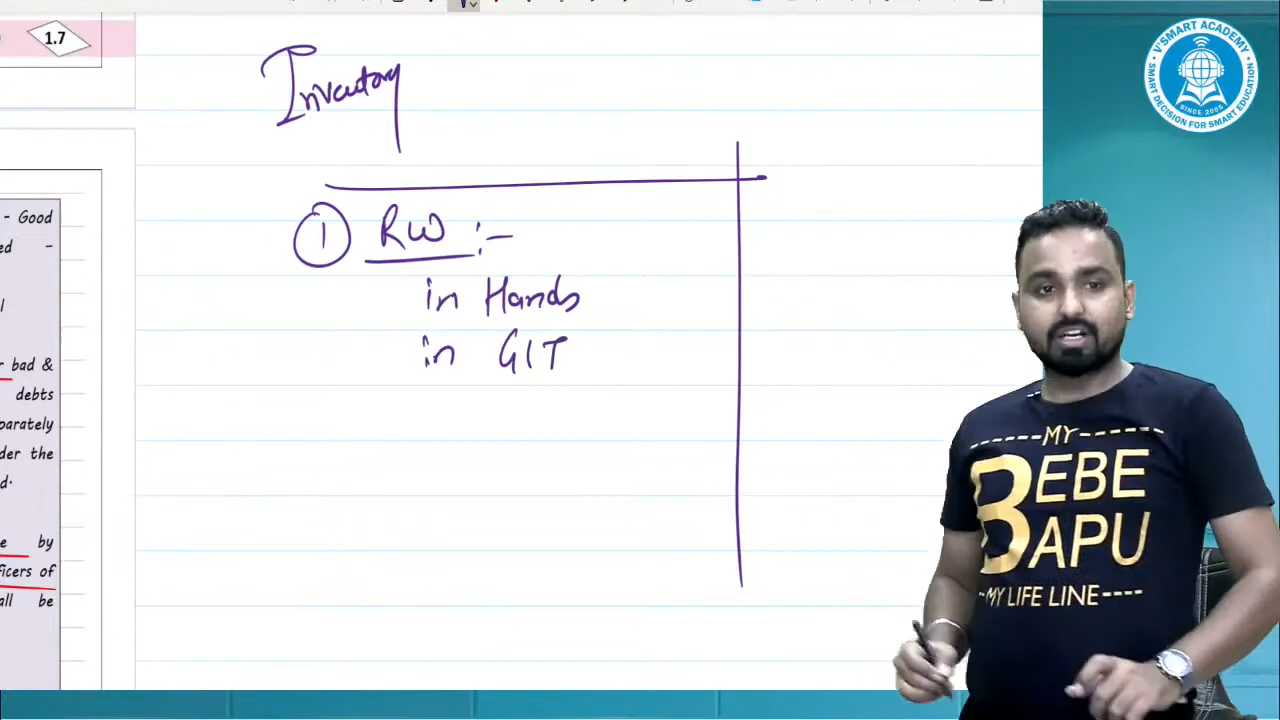 1.7
Inventory
- Good
ed -
① RW :-
in Hands
in GIT
bad &
debts
parately
der the
d.
e by
ficers of
all be
V'SMART ACADEMY
SMART DECISION FOR SMART EDUCATION
SINCE 2005
MY
BEBE
BAPU
-MY LIFE LINE----